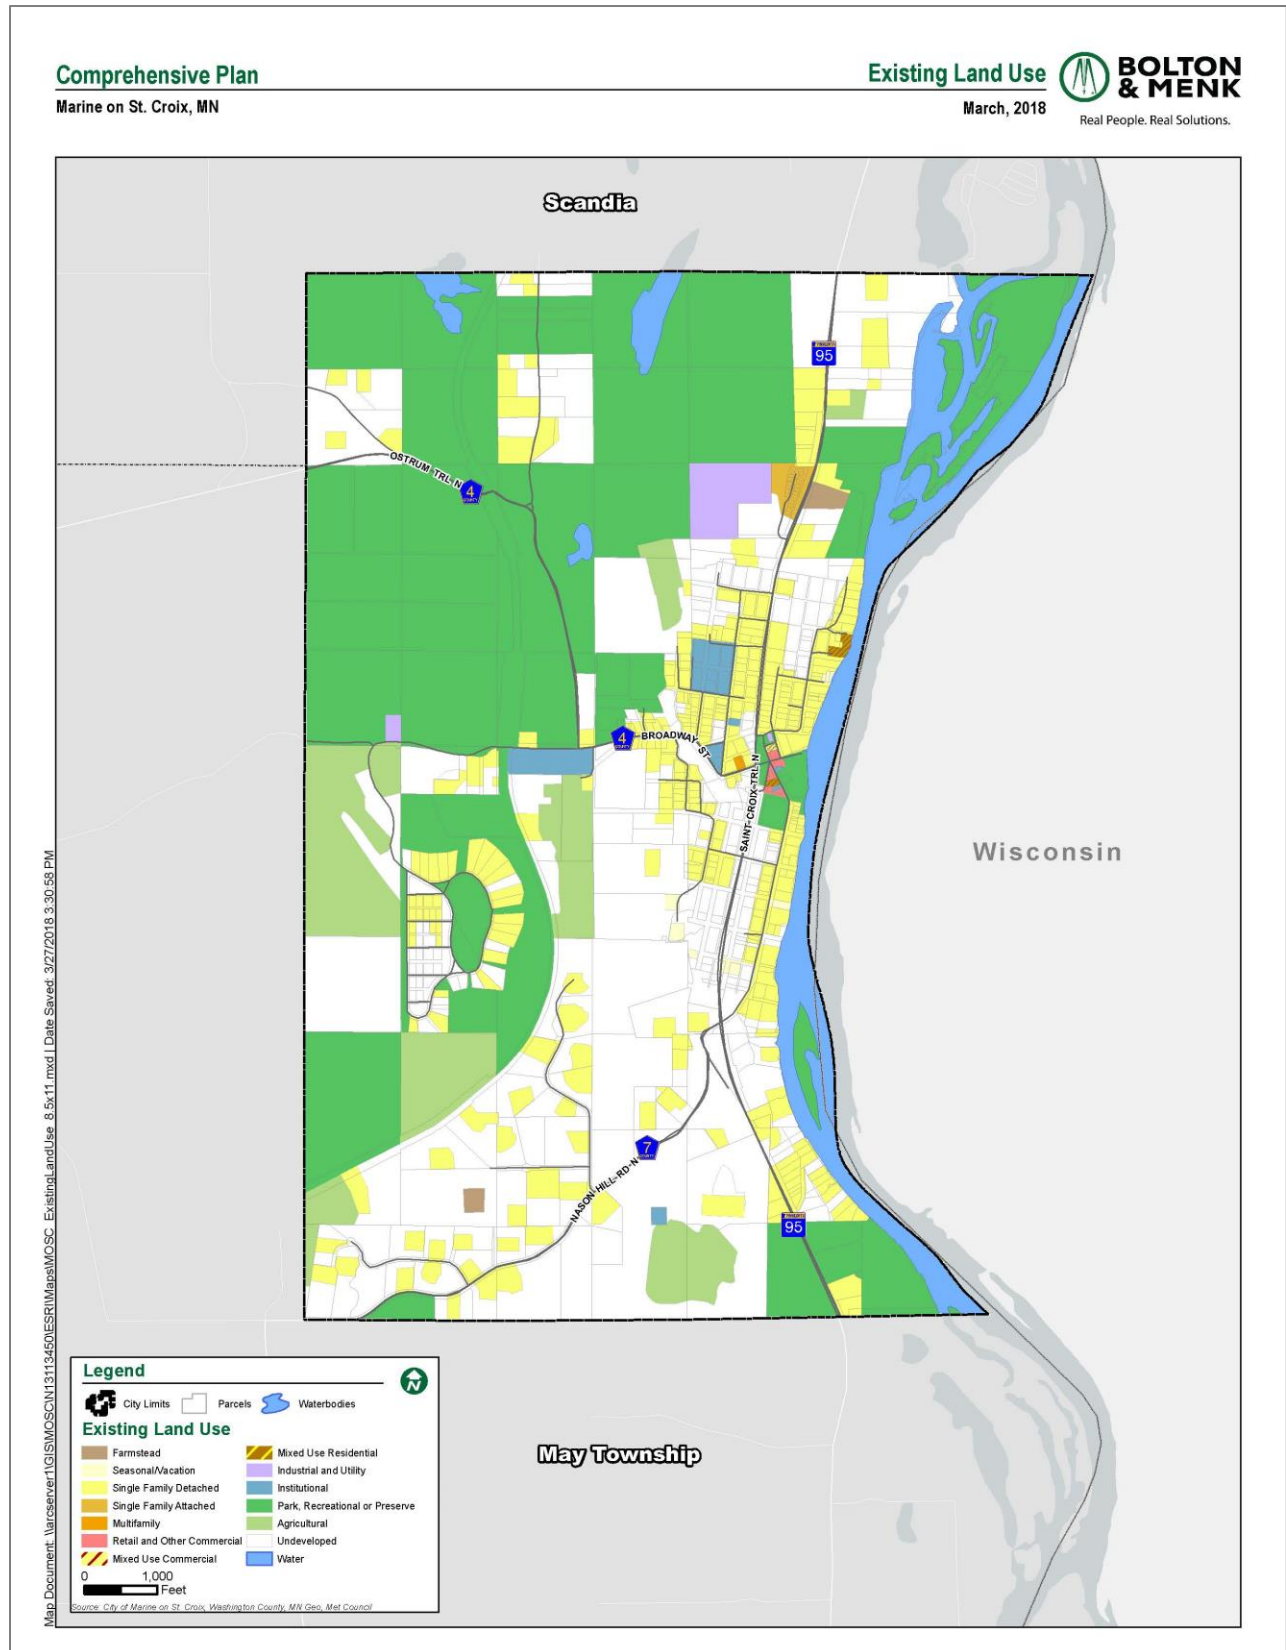 Comprehensive Plan
Marine on St. Croix, MN
Existing Land Use
March, 2018
BOLTON
& MENK
Real People. Real Solutions.
Scandia
95
OSTRUM TRL N
4
COUNTY
4
COUNTY
BROADWAY ST
SAINT CROIX TRL N
Wisconsin
7
COUNTY
NASON HILL RD N
95
May Township
Legend
N
City Limits
Parcels
Waterbodies
Existing Land Use
Farmstead
Seasonal/Vacation
Single Family Detached
Single Family Attached
Multifamily
Retail and Other Commercial
Mixed Use Commercial
Mixed Use Residential
Industrial and Utility
Institutional
Park, Recreational or Preserve
Agricultural
Undeveloped
Water
0 1,000
Feet
Source: City of Marine on St. Croix, Washington County, MN Geo, Met Council
Map Document: \\arcserver1\GIS\MOSC\N13113450\ESRI\Maps\MOSC_ExistingLandUse_8.5x11.mxd | Date Saved: 3/27/2018 3:30:58 PM